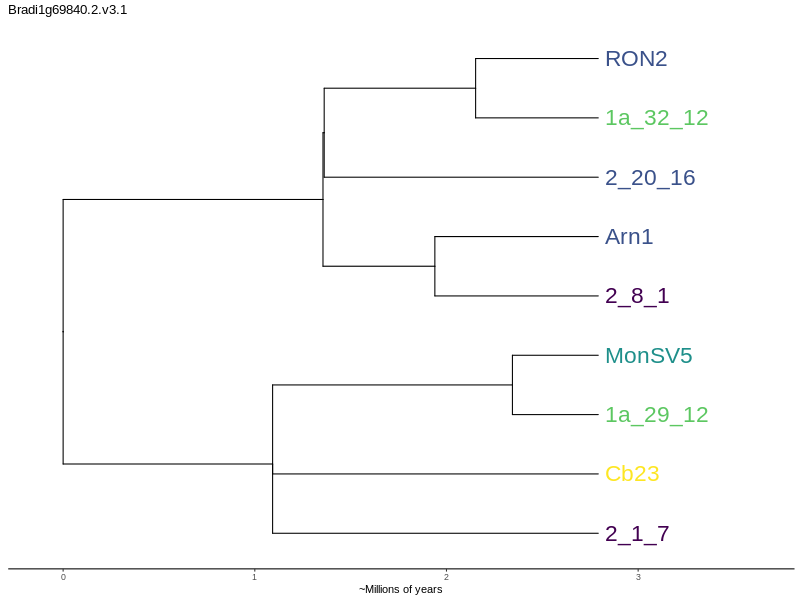 Bradi1g69840.2.v3.1
RON2
1a_32_12
2_20_16
Arn1
2_8_1
MonSV5
1a_29_12
Cb23
2_1_7
0 1 2 3
~Millions of years